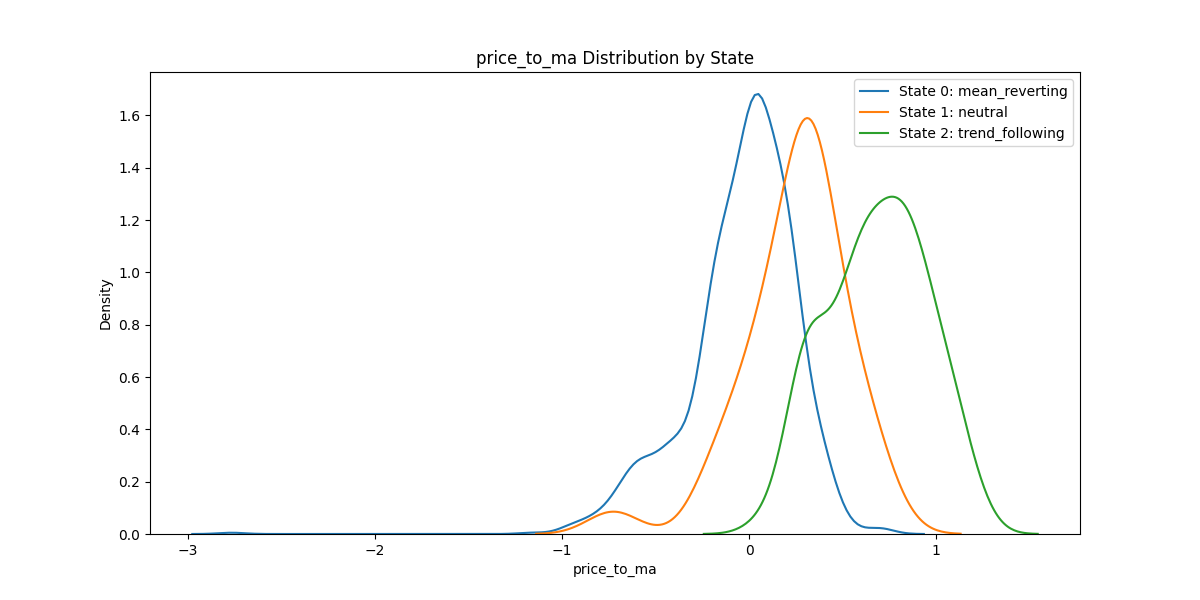 price_to_ma Distribution by State
State 0: mean_reverting
State 1: neutral
State 2: trend_following
Density
1.6
1.4
1.2
1.0
0.8
0.6
0.4
0.2
0.0
−3
−2
−1
0
1
price_to_ma